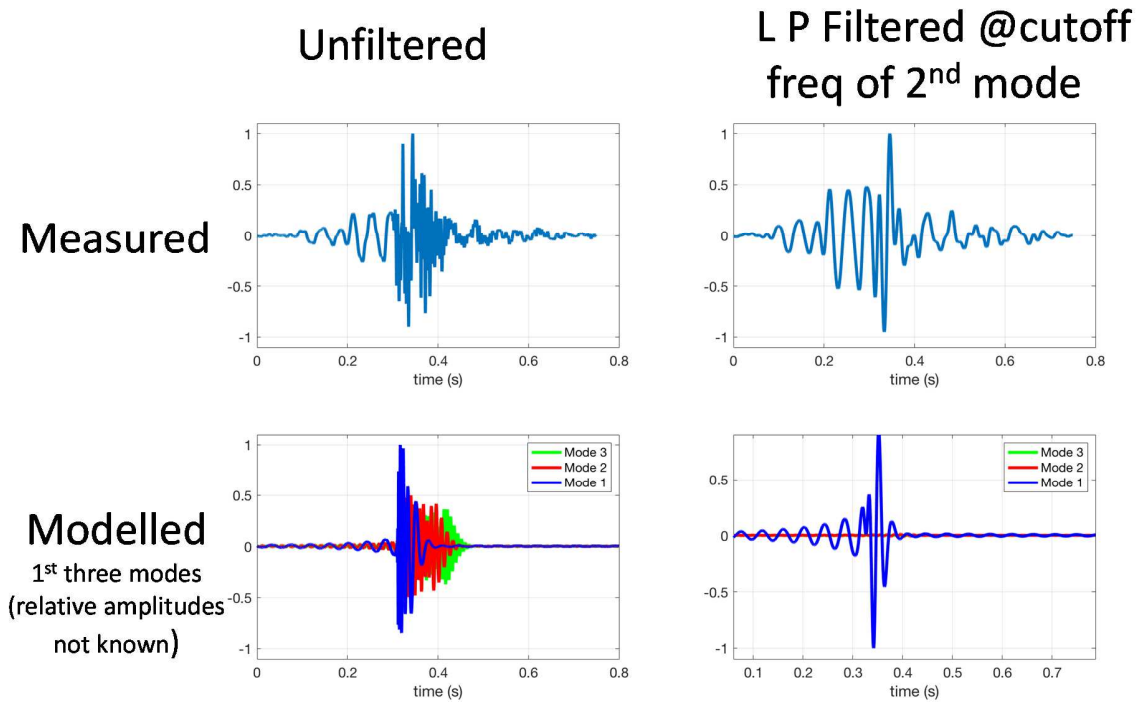 Unfiltered
L P Filtered @cutoff
freq of 2nd mode
Measured
1
0.5
0
-0.5
-1
0 0.2 0.4 0.6 0.8
time (s)
1
0.5
0
-0.5
-1
0 0.2 0.4 0.6 0.8
time (s)
Modelled
1st three modes
(relative amplitudes
not known)
1
0.5
0
-0.5
-1
0 0.2 0.4 0.6 0.8
time (s)
Mode 3
Mode 2
Mode 1
0.5
0
-0.5
-1
0.1 0.2 0.3 0.4 0.5 0.6 0.7
time (s)
Mode 3
Mode 2
Mode 1